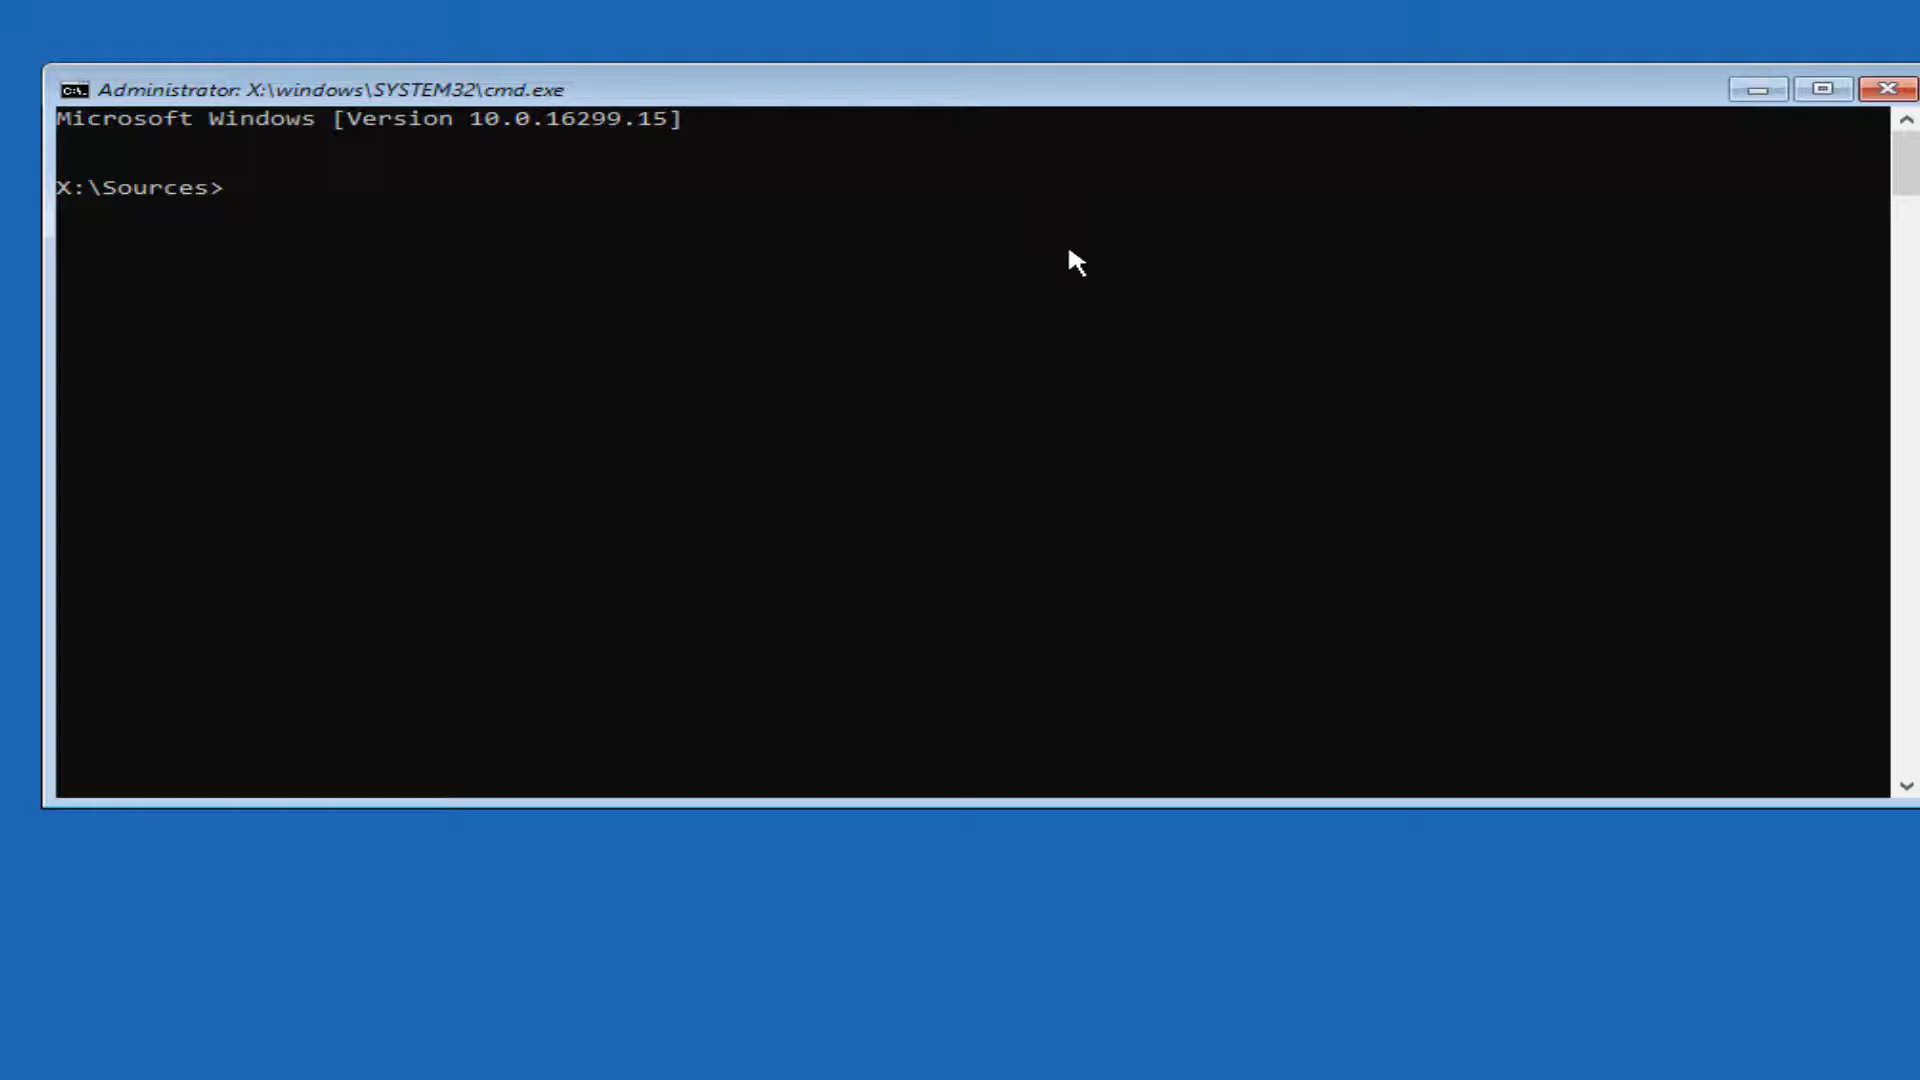 Administrator: X:\windows\SYSTEM32\cmd.exe
Microsoft Windows [Version 10.0.16299.15]
X:\Sources>